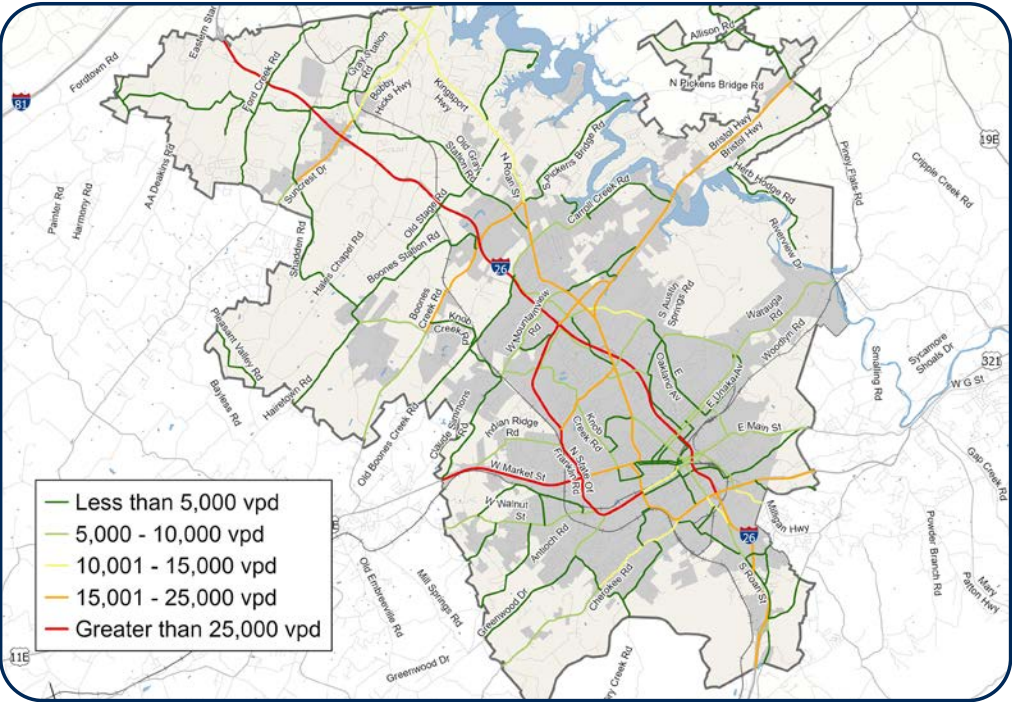 Eastern Star
Allison Rd
Fordtown Rd
Ford Creek Rd
Gray Station
Rd
Bobby
Hicks Hwy
Kingsport
Hwy
N Pickens Bridge Rd
81
Bristol Hwy
Bristol Hwy
19E
Old Gray
Station Rd
N Roan St
S Pickens Bridge Rd
Piney Flats Rd
Cripple Creek Rd
A A Deakins Rd
Painter Rd
Harmony Rd
Suncrest Dr
Carroll Creek Rd
Herb Hodge Rd
Old Stage Rd
Shadden Rd
Hales Chapel Rd
Boones Station Rd
Riverview Dr
26
Boones
Creek Rd
Knob
Creek Rd
W Mountainview
Rd
S Austin
Springs Rd
Watauga
Rd
Woodlyn Rd
Pleasant Valley Rd
Bayless Rd
Hairetown Rd
Oakland Av
E
E Unaka Av
Smalling Rd
Sycamore
Shoals Dr
321
W G St
Old Boones Creek Rd
Claude Simmons
Rd
Indian Ridge
Rd
Knob
Creek Rd
E Main St
N State Of
Franklin Rd
W Market St
Gap Creek Rd
W Walnut
St
Antioch Rd
Milligan Hwy
26
Powder Branch Rd
Mary
Patton Hwy
E
Old Embreeville Rd
Mill Springs Rd
Greenwood Dr
Cherokee Rd
S Roan St
Greenwood Dr
ry Creek Rd
11E
Less than 5,000 vpd
5,000 - 10,000 vpd
10,001 - 15,000 vpd
15,001 - 25,000 vpd
Greater than 25,000 vpd